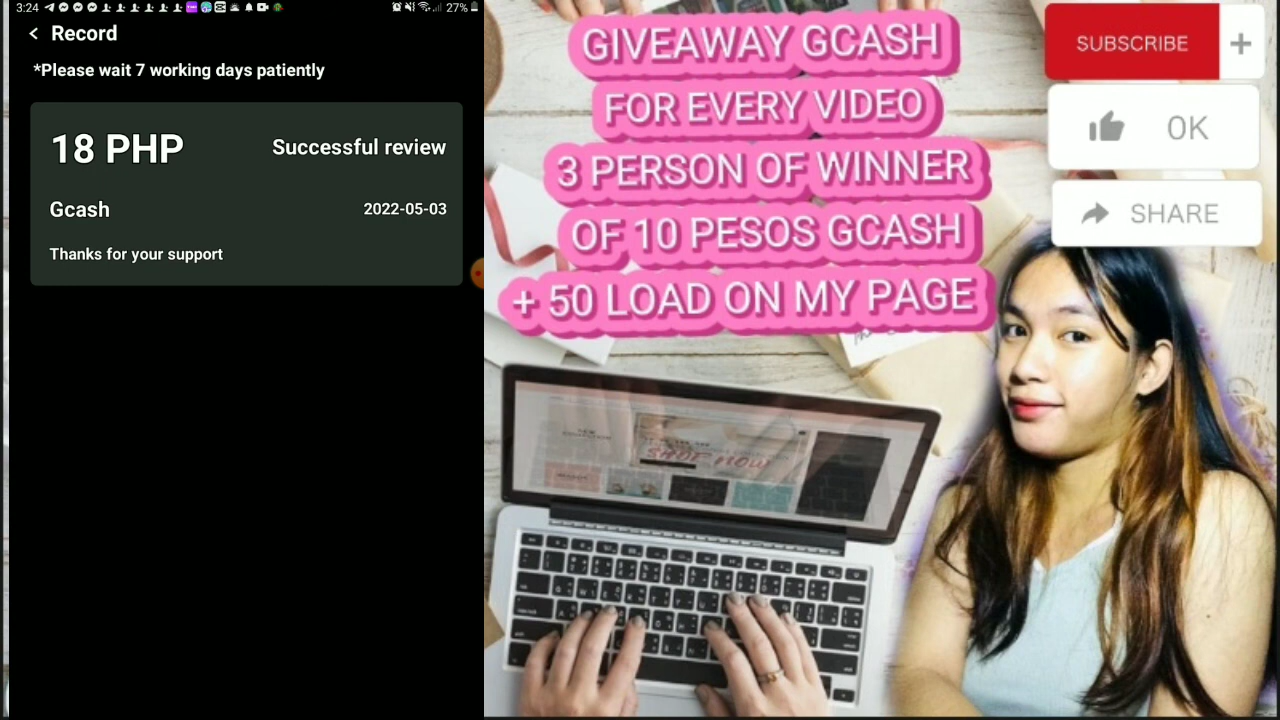 3:24
27%
< Record
*Please wait 7 working days patiently
18 PHP
Successful review
Gcash
2022-05-03
Thanks for your support
GIVEAWAY GCASH
FOR EVERY VIDEO
3 PERSON OF WINNER
OF 10 PESOS GCASH
+ 50 LOAD ON MY PAGE
SUBSCRIBE +
OK
SHARE
SHOP NOW